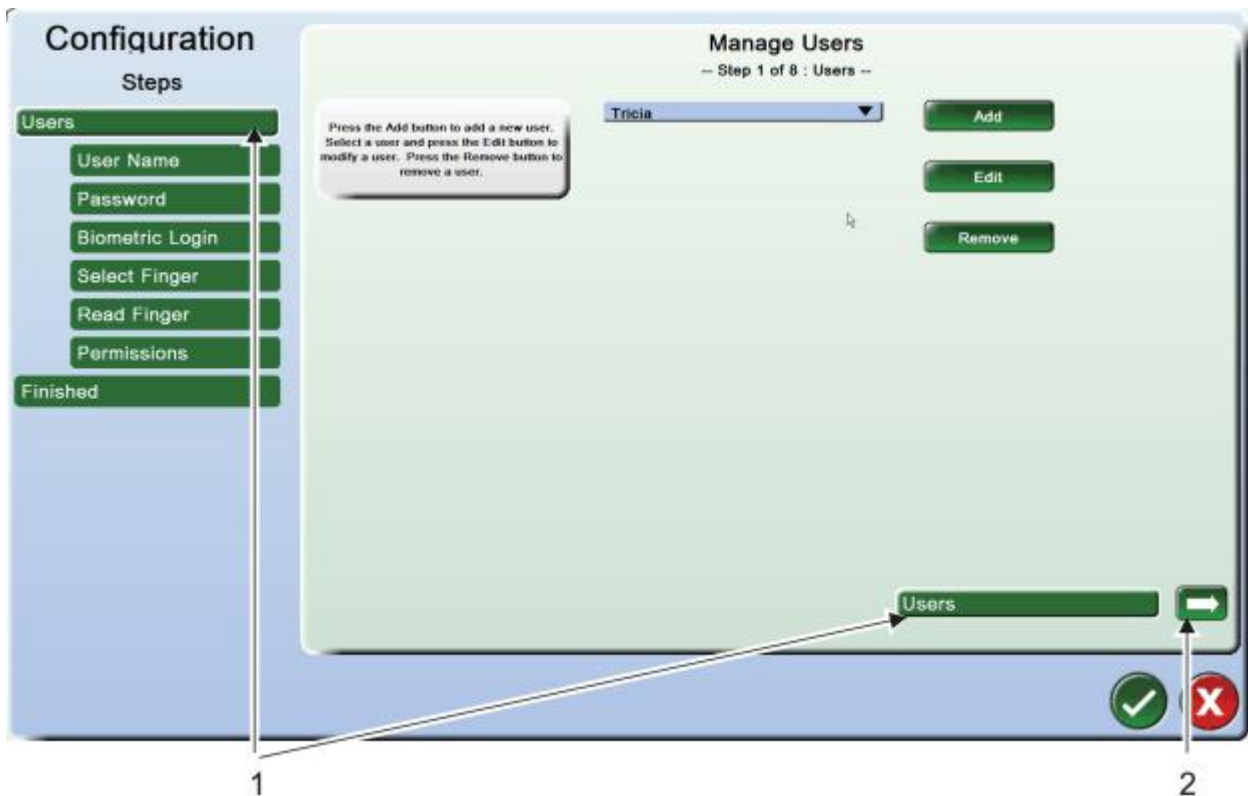 Configuration
Steps
Users
User Name
Password
Biometric Login
Select Finger
Read Finger
Permissions
Finished
Manage Users
-- Step 1 of 8 : Users --
Press the Add button to add a new user.
Select a user and press the Edit button to
modify a user. Press the Remove button to
remove a user.
Tricia
Add
Edit
Remove
Users
1
2